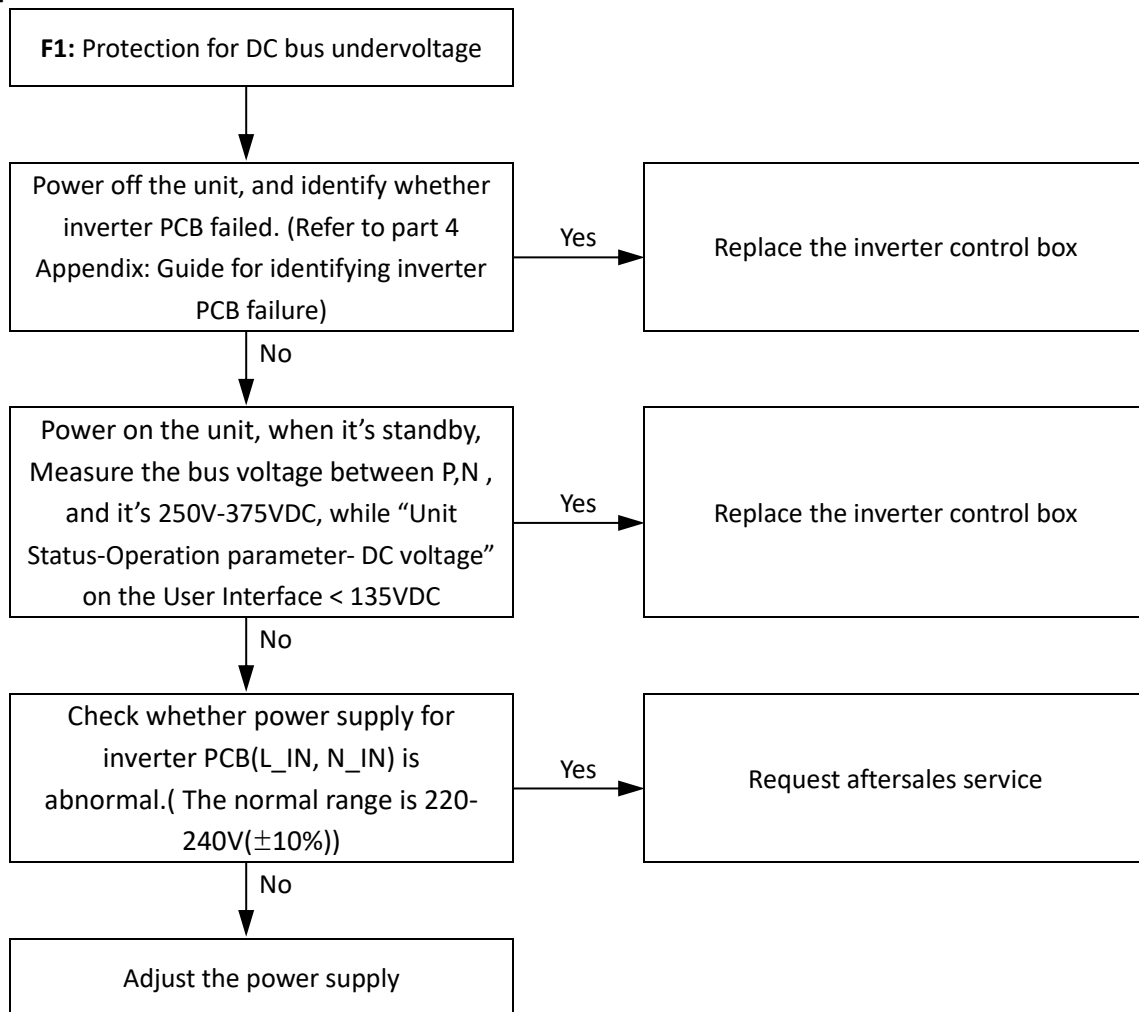 F1: Protection for DC bus undervoltage
Power off the unit, and identify whether
inverter PCB failed. (Refer to part 4
Appendix: Guide for identifying inverter
PCB failure)
Yes
Replace the inverter control box
No
Power on the unit, when it’s standby,
Measure the bus voltage between P,N ,
and it’s 250V-375VDC, while “Unit
Status-Operation parameter- DC voltage”
on the User Interface < 135VDC
Yes
Replace the inverter control box
No
Check whether power supply for
inverter PCB(L_IN, N_IN) is
abnormal.( The normal range is 220-
240V(±10%))
Yes
Request aftersales service
No
Adjust the power supply